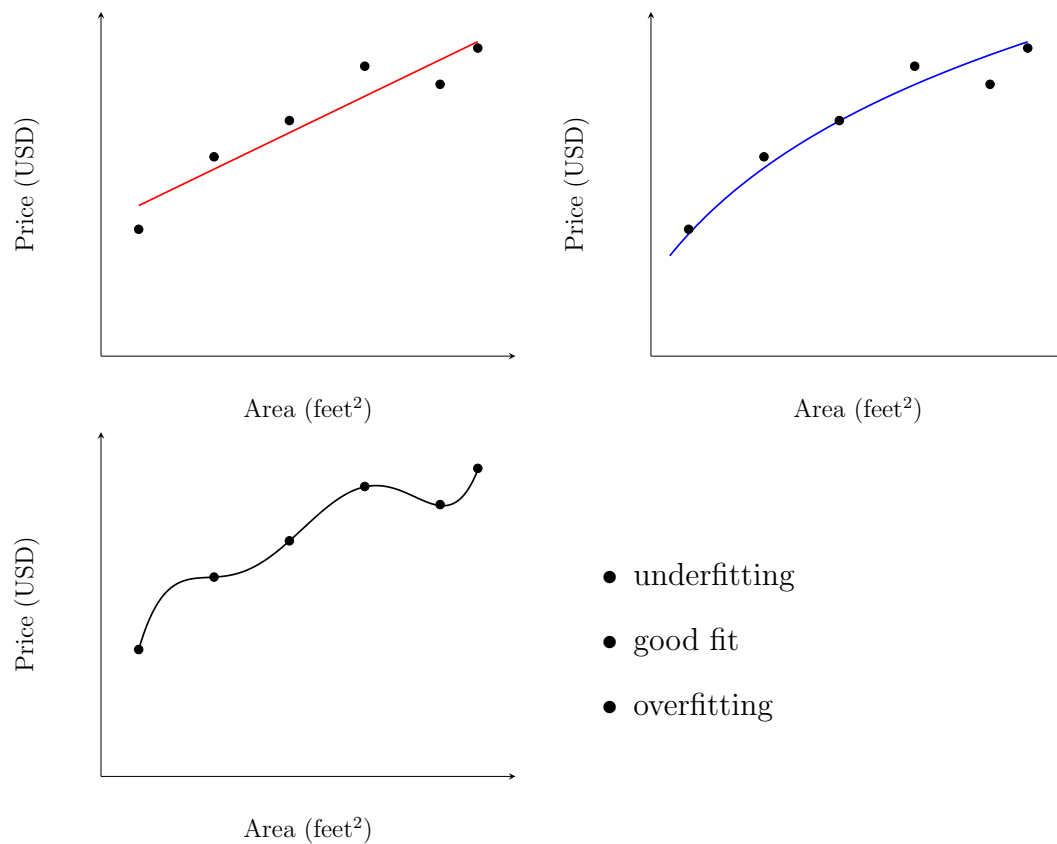 Price (USD)
Area (feet²)
Price (USD)
Area (feet²)
Price (USD)
Area (feet²)
• underfitting
• good fit
• overfitting